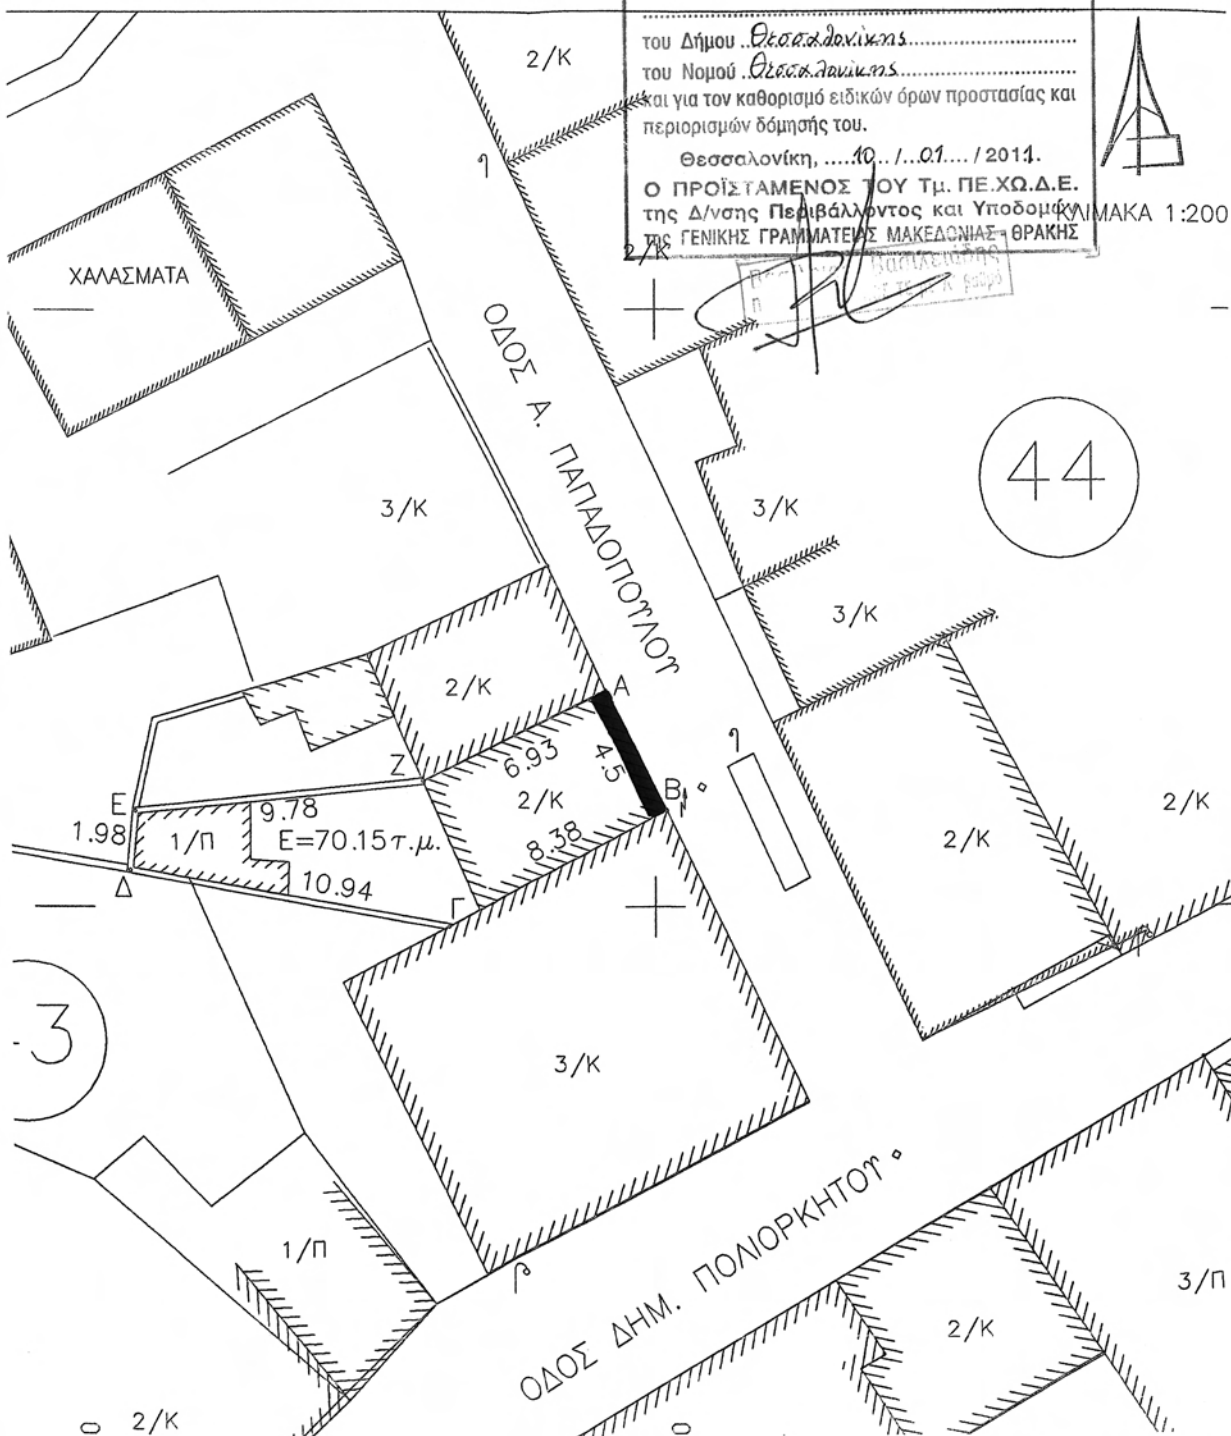 του Δήμου ..Θεσσαλονίκης
του Νομού ..Θεσσαλονίκης
και για τον καθορισμό ειδικών όρων προστασίας και
περιορισμών δόμησής του.
Θεσσαλονίκη, .....10.. /...01.... / 2011.
Ο ΠΡΟΪΣΤΑΜΕΝΟΣ ΤΟΥ Τμ. ΠΕ.ΧΩ.Δ.Ε.
της Δ/νσης Περιβάλλοντος και Υποδομών
της ΓΕΝΙΚΗΣ ΓΡΑΜΜΑΤΕΙΑΣ ΜΑΚΕΔΟΝΙΑΣ - ΘΡΑΚΗΣ
ΚΛΙΜΑΚΑ 1:200
2/Κ
2/Κ
ΧΑΛΑΣΜΑΤΑ
ΟΔΟΣ Α. ΠΑΠΑΔΟΠΟΥΛΟΥ
44
3/Κ
3/Κ
3/Κ
2/Κ
Α
Ζ
6.93
4.5
Β
2/Κ
8.38
Ε
9.78
1.98
1/Π
Ε=70.15τ.μ.
10.94
Δ
Γ
2/Κ
2/Κ
3
3/Κ
1/Π
ΟΔΟΣ ΔΗΜ. ΠΟΛΙΟΡΚΗΤΟΥ
3/Π
2/Κ
2/Κ